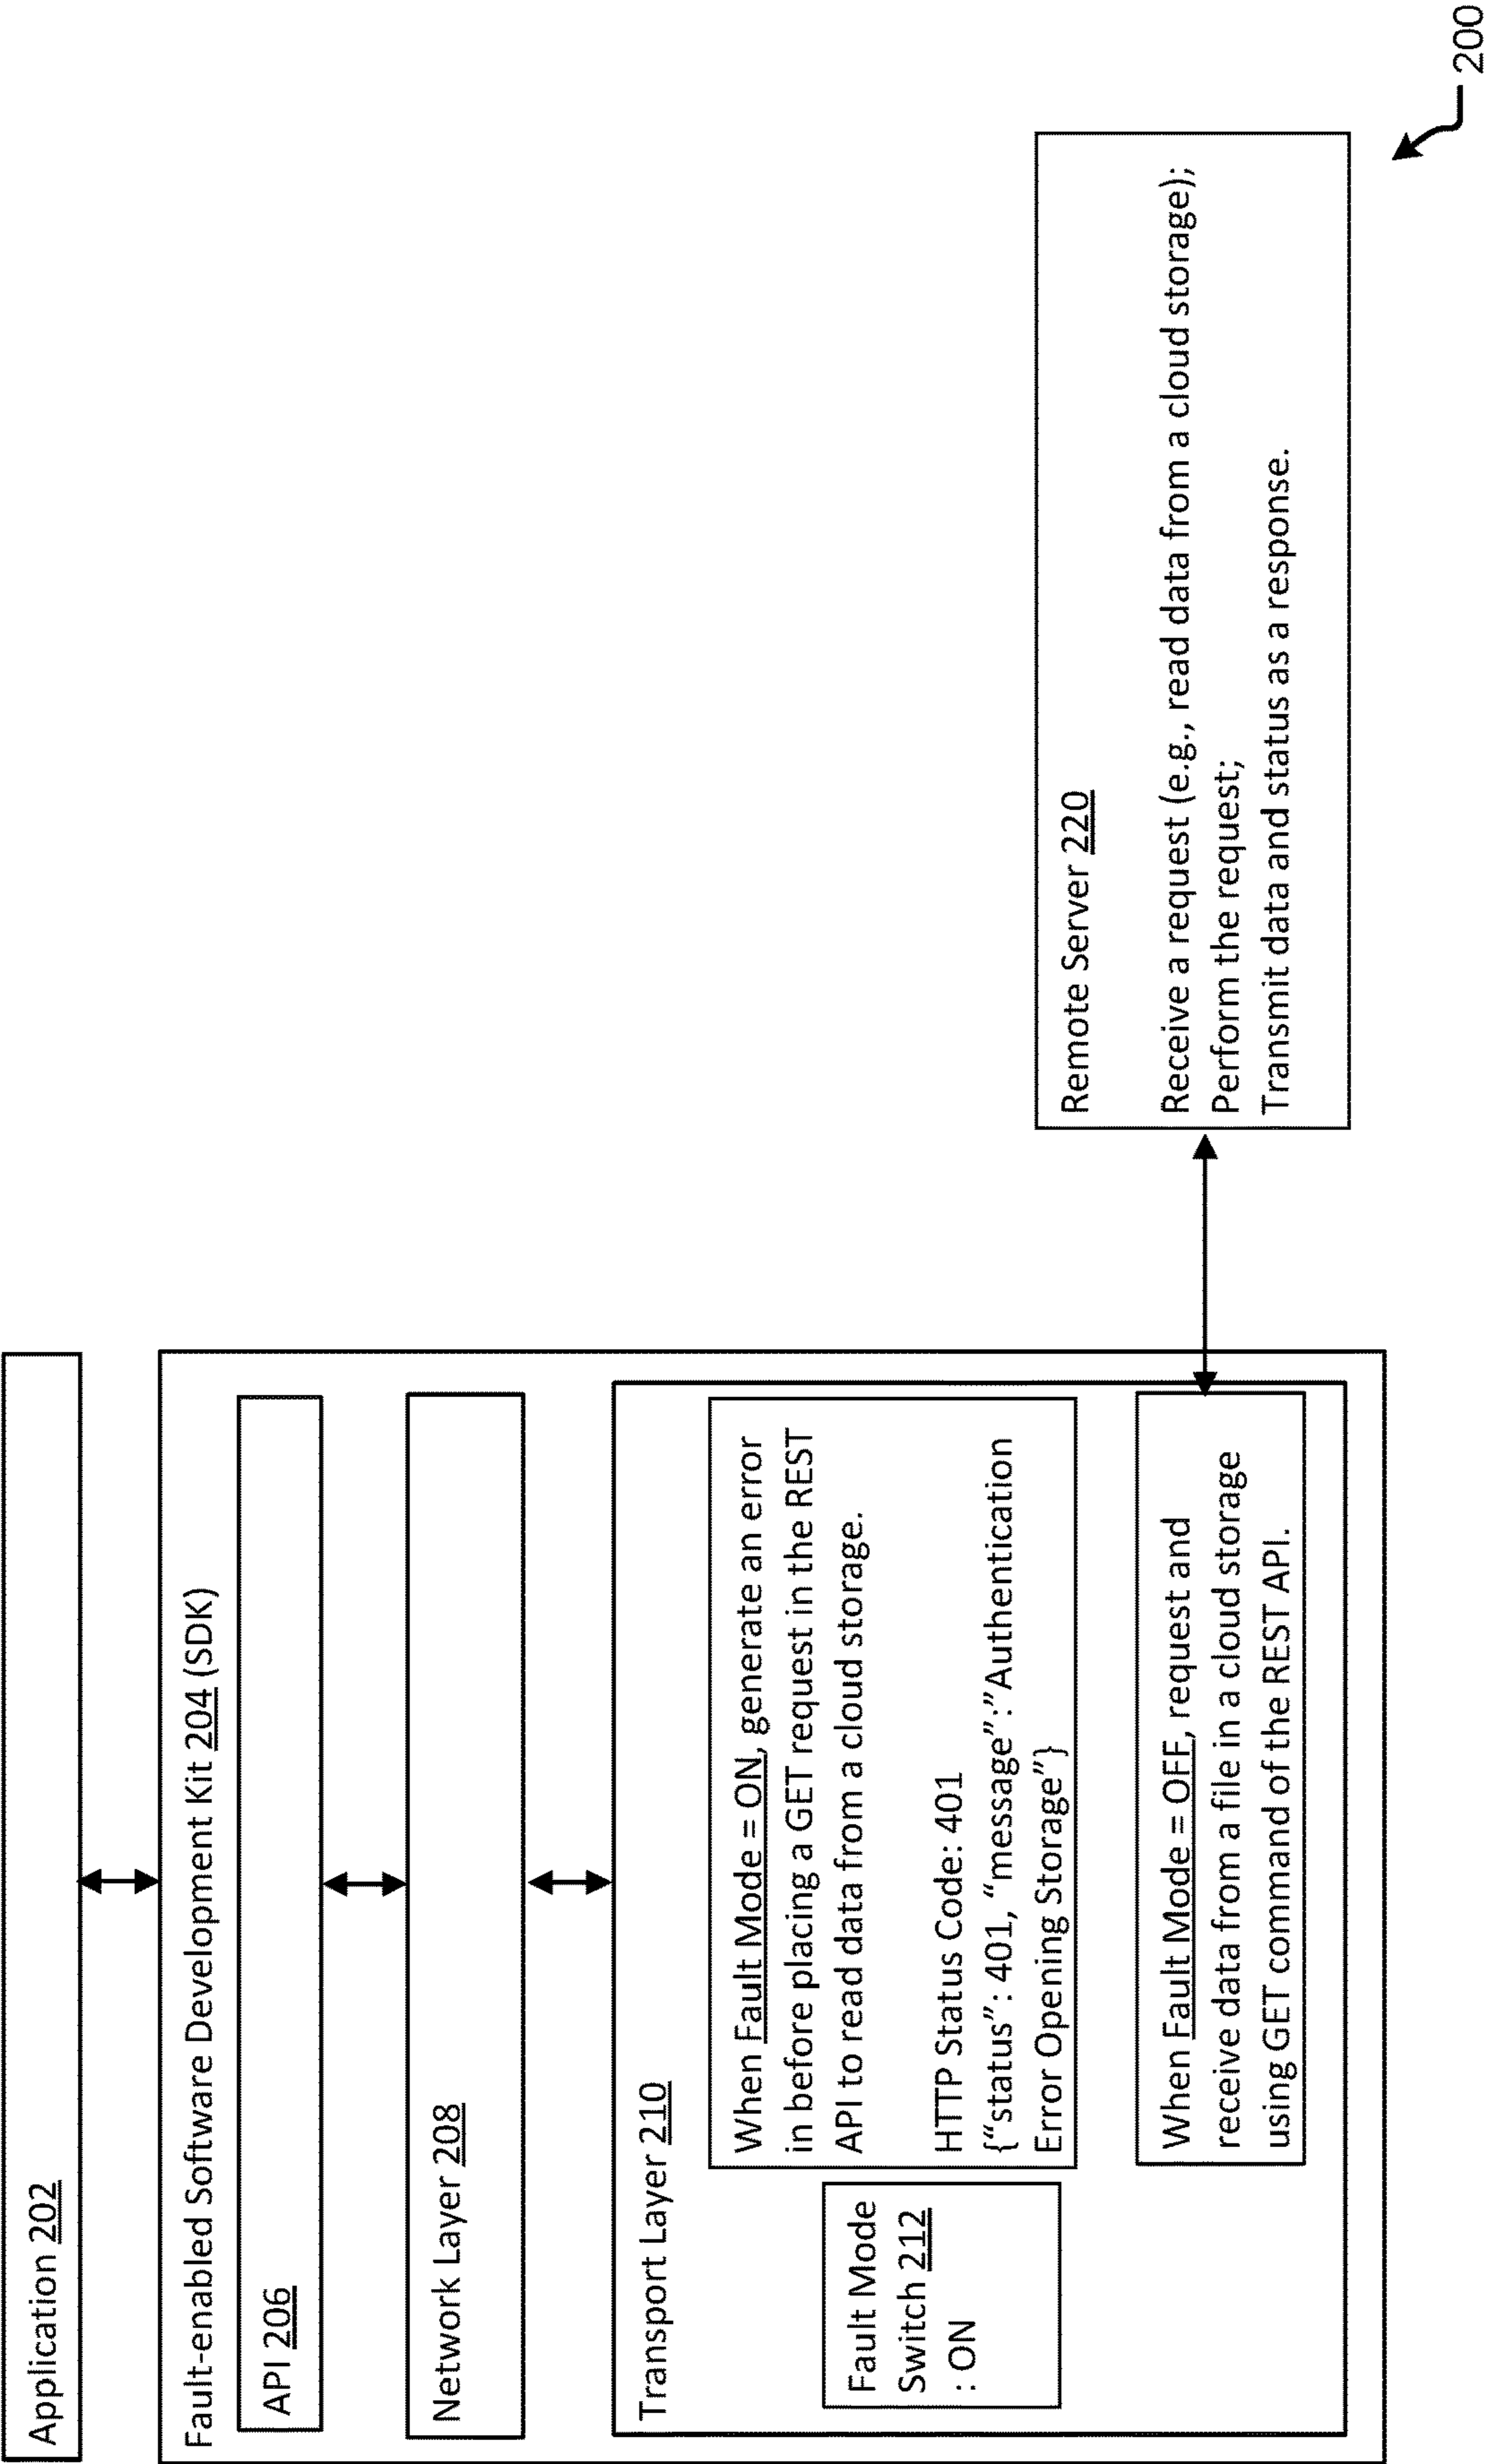 Application 202
Fault-enabled Software Development Kit 204 (SDK)
API 206
Network Layer 208
Transport Layer 210
Fault Mode
Switch 212
: ON
When Fault Mode = ON, generate an error
in before placing a GET request in the REST
API to read data from a cloud storage.
HTTP Status Code: 401
{“status”: 401, “message”:”Authentication
Error Opening Storage”}
When Fault Mode = OFF, request and
receive data from a file in a cloud storage
using GET command of the REST API.
Remote Server 220
Receive a request (e.g., read data from a cloud storage);
Perform the request;
Transmit data and status as a response.
200